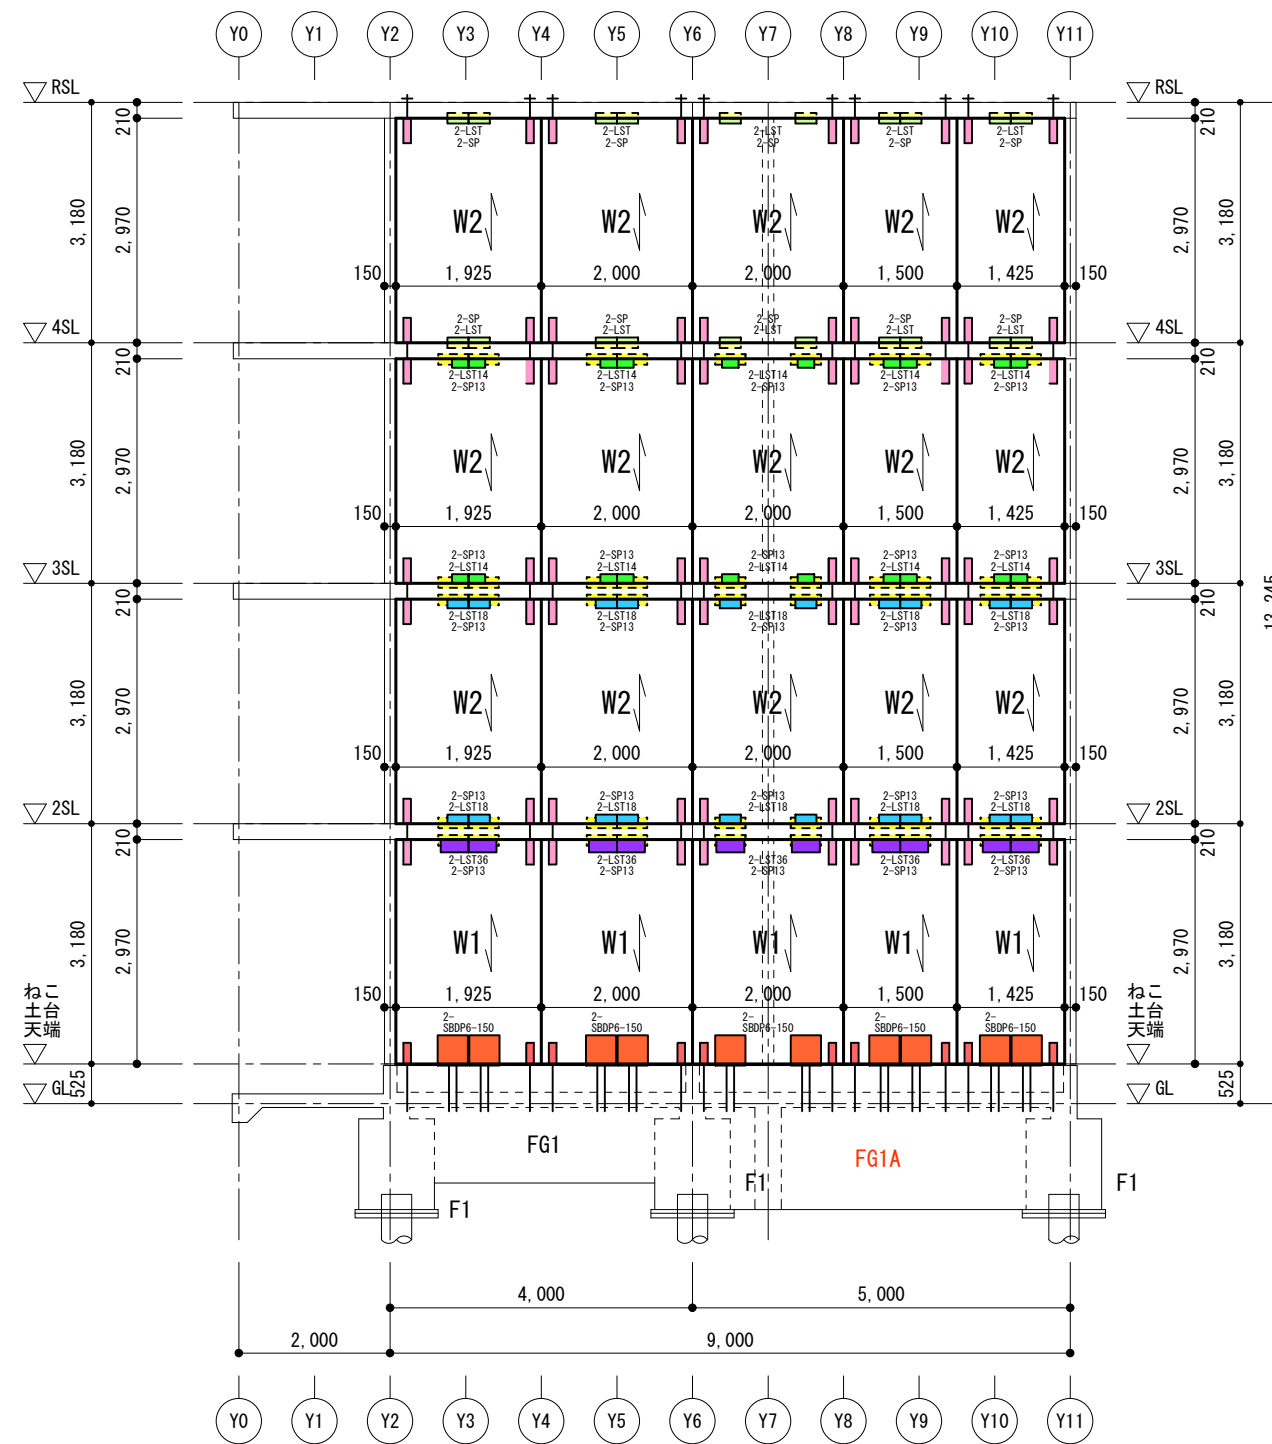 Y0 Y1 Y2 Y3 Y4 Y5 Y6 Y7 Y8 Y9 Y10 Y11
RSL RSL
210 210
2-LST 2-LST 2-LST 2-LST 2-LST
2-SP 2-SP 2-SP 2-SP 2-SP
3,180 2,970 W2 W2 W2 W2 W2 2,970 3,180
150 1,925 2,000 2,000 1,500 1,425 150
2-SP 2-SP 2-SP 2-SP 2-SP
2-LST 2-LST 2-LST 2-LST 2-LST
4SL 4SL
210 210
2-LST14 2-LST14 2-LST14 2-LST14 2-LST14
2-SP13 2-SP13 2-SP13 2-SP13 2-SP13
3,180 2,970 W2 W2 W2 W2 W2 2,970 3,180
150 1,925 2,000 2,000 1,500 1,425 150
2-SP13 2-SP13 2-SP13 2-SP13 2-SP13
2-LST14 2-LST14 2-LST14 2-LST14 2-LST14
3SL 3SL
210 210
13,245
2-LST18 2-LST18 2-LST18 2-LST18 2-LST18
2-SP13 2-SP13 2-SP13 2-SP13 2-SP13
3,180 2,970 W2 W2 W2 W2 W2 2,970 3,180
150 1,925 2,000 2,000 1,500 1,425 150
2-SP13 2-SP13 2-SP13 2-SP13 2-SP13
2-LST18 2-LST18 2-LST18 2-LST18 2-LST18
2SL 2SL
210 210
2-LST36 2-LST36 2-LST36 2-LST36 2-LST36
2-SP13 2-SP13 2-SP13 2-SP13 2-SP13
3,180 2,970 W1 W1 W1 W1 W1 2,970 3,180
150 1,925 2,000 2,000 1,500 1,425 150
ねこ ねこ
土台 土台
天端 天端
2- 2- 2- 2- 2-
SBDP6-150 SBDP6-150 SBDP6-150 SBDP6-150 SBDP6-150
GL 525 GL 525
FG1 FG1A
F1 F1 F1
4,000 5,000
2,000 9,000
Y0 Y1 Y2 Y3 Y4 Y5 Y6 Y7 Y8 Y9 Y10 Y11